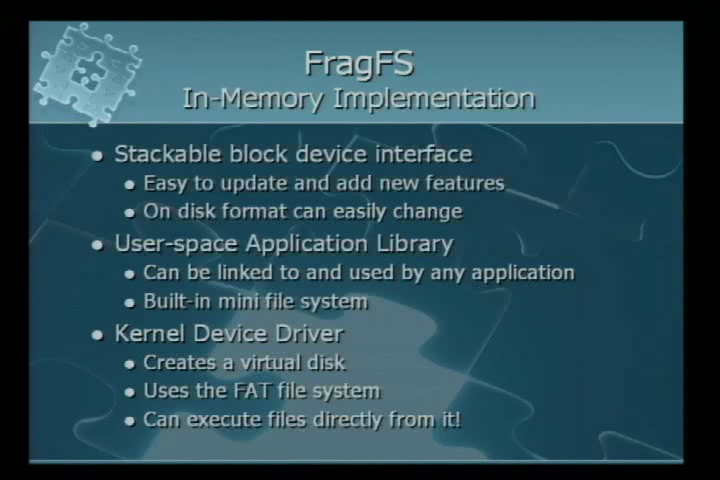 FragFS
In-Memory Implementation
Stackable block device interface
Easy to update and add new features
On disk format can easily change
User-space Application Library
Can be linked to and used by any application
Built-in mini file system
Kernel Device Driver
Creates a virtual disk
Uses the FAT file system
Can execute files directly from it!